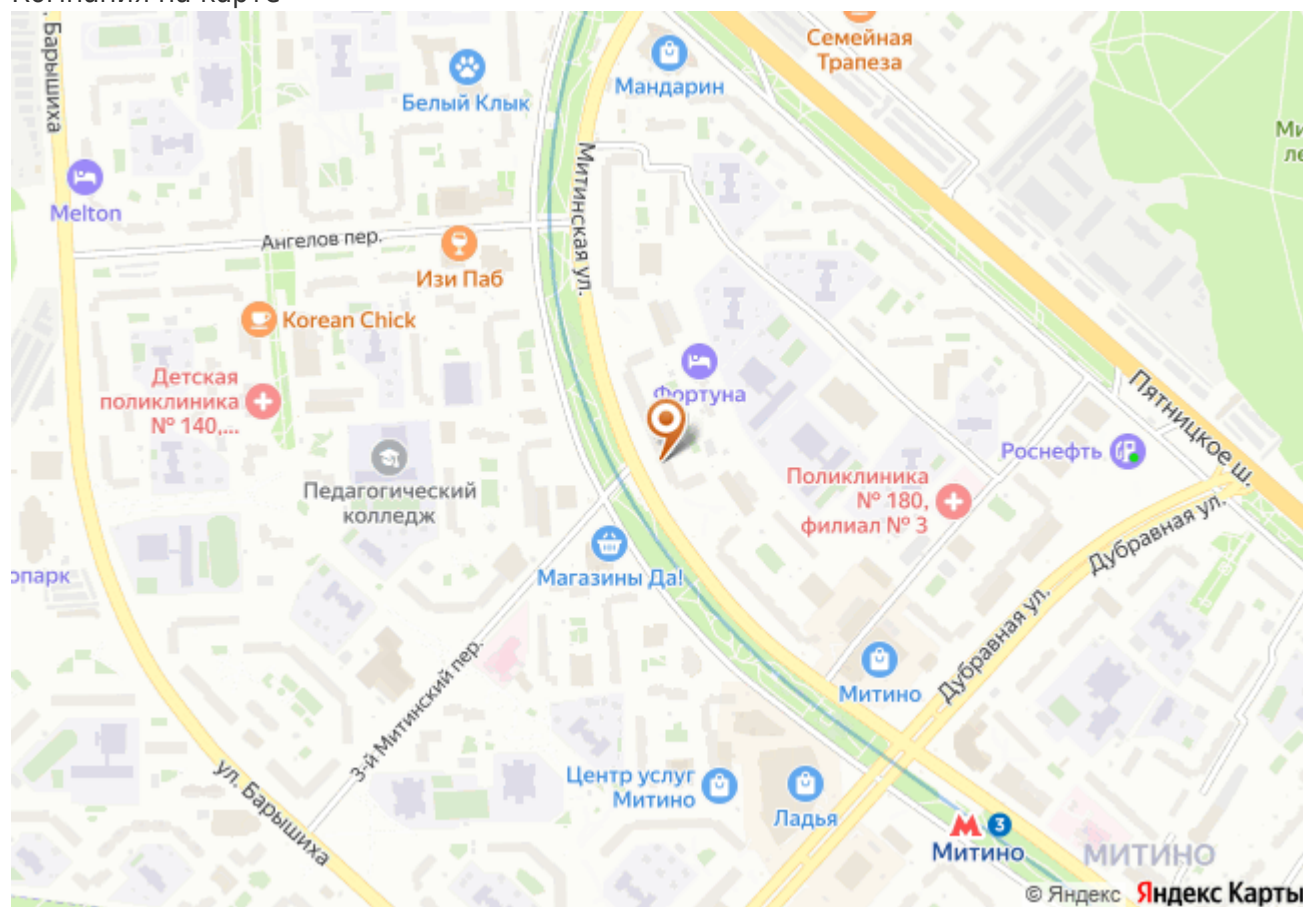 ул. Барышиха
Семейная
Трапеза
Мандарин
Белый Клык
Митинская ул.
Melton
Ангелов пер.
Изи Паб
Korean Chick
Фортуна
Детская
поликлиника
№ 140,...
Пятницкое ш.
Роснефть
Педагогический
колледж
Поликлиника
№ 180,
филиал № 3
Дубравная ул.
Магазины Да!
Дубравная ул.
Митино
3-й Митинский пер.
ул. Барышиха
Центр услуг
Митино
Ладья
3
Митино
МИТИНО
© Яндекс Яндекс Карты